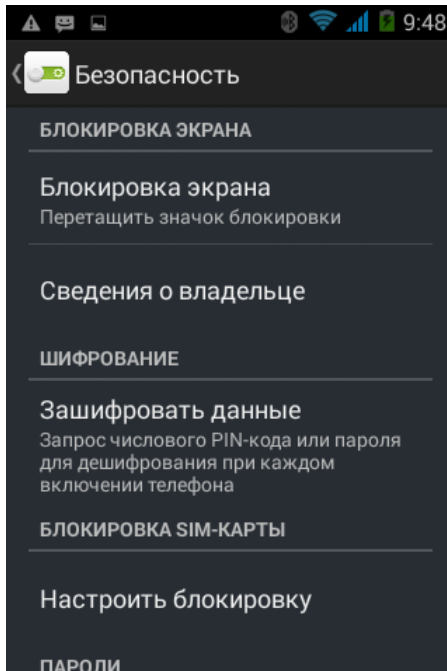 9:48
Безопасность
БЛОКИРОВКА ЭКРАНА
Блокировка экрана
Перетащить значок блокировки
Сведения о владельце
ШИФРОВАНИЕ
Зашифровать данные
Запрос числового PIN-кода или пароля
для дешифрования при каждом
включении телефона
БЛОКИРОВКА SIM-КАРТЫ
Настроить блокировку
ПАРОЛИ